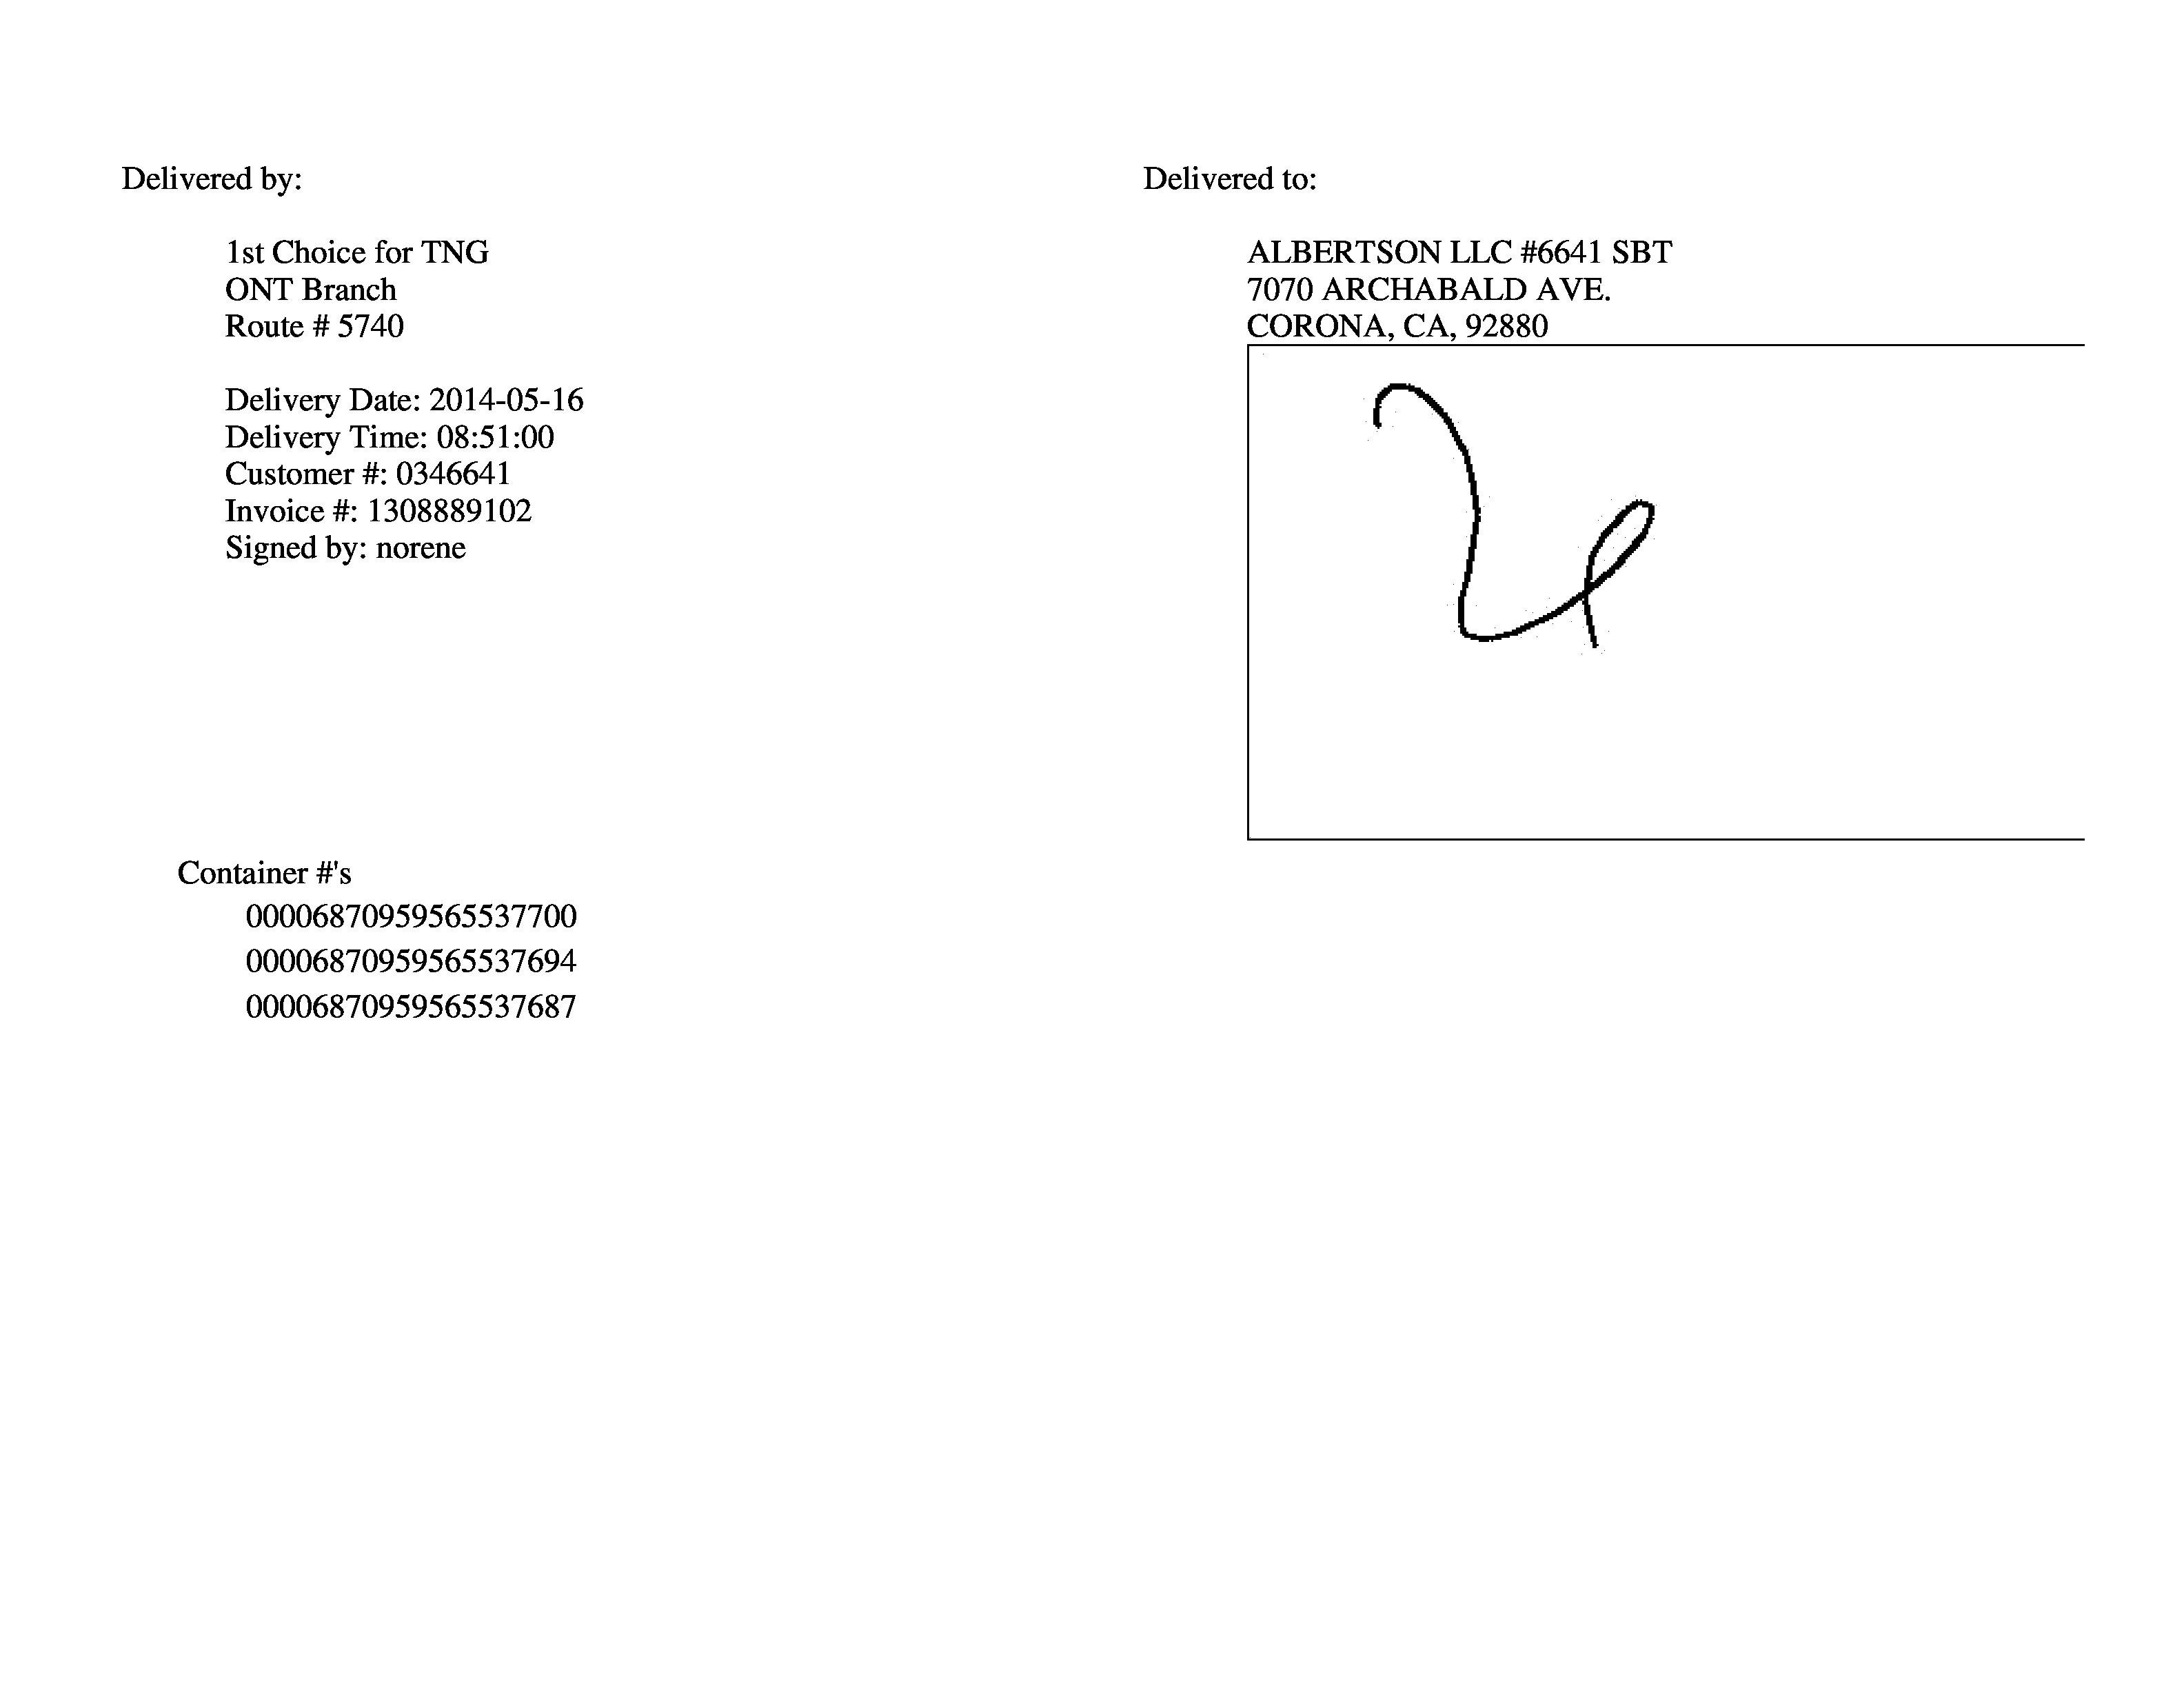 Delivered by:
1st Choice for TNG
ONT Branch
Route # 5740
Delivery Date: 2014-05-16
Delivery Time: 08:51:00
Customer #: 0346641
Invoice #: 1308889102
Signed by: norene
Delivered to:
ALBERTSON LLC #6641 SBT
7070 ARCHABALD AVE.
CORONA, CA, 92880
Container #'s
00006870959565537700
00006870959565537694
00006870959565537687